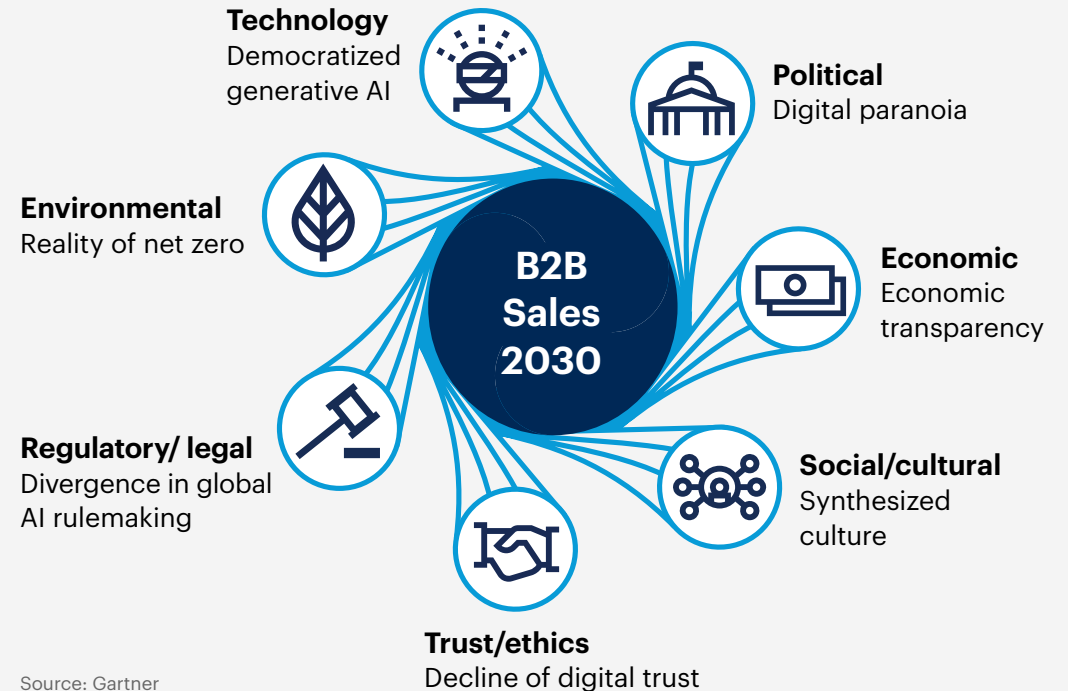 Technology
Democratized
generative AI
Political
Digital paranoia
Environmental
Reality of net zero
B2B
Sales
2030
Economic
Economic
transparency
Regulatory/ legal
Divergence in global
AI rulemaking
Social/cultural
Synthesized
culture
Trust/ethics
Decline of digital trust
Source: Gartner